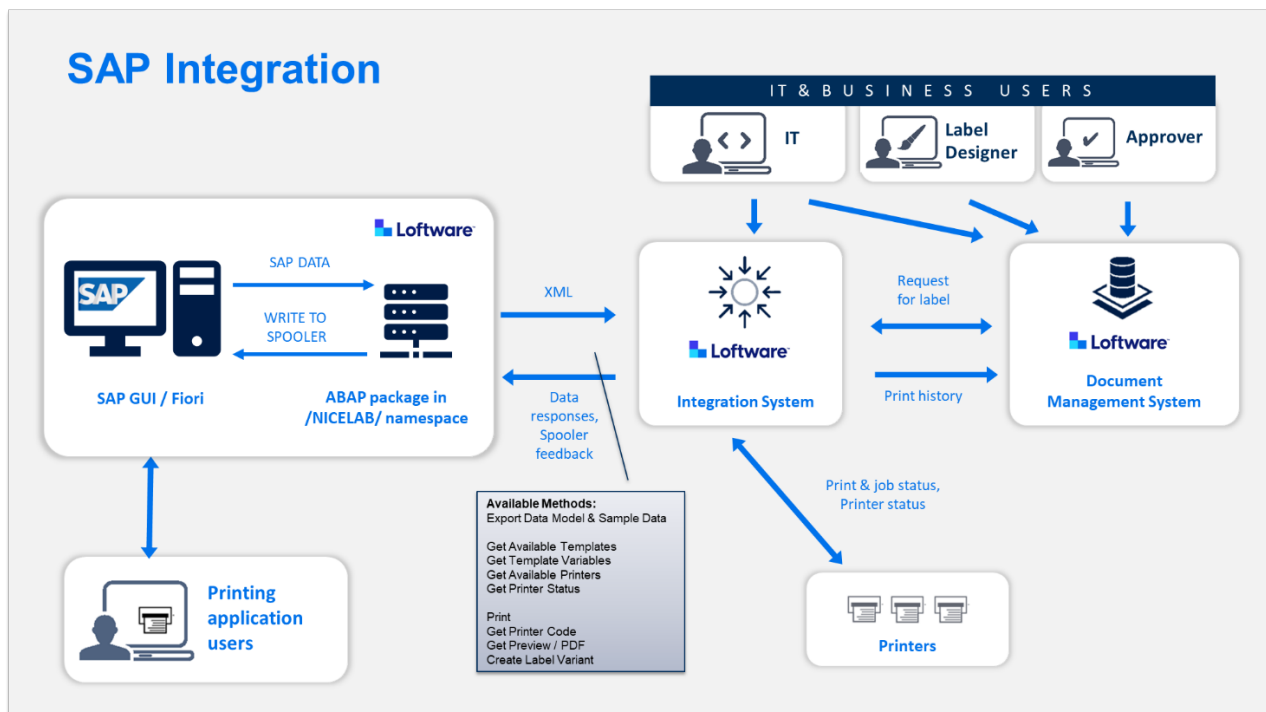 SAP Integration
IT & BUSINESS USERS
IT
Label
Designer
Approver
Loftware
SAP DATA
SAP
WRITE TO
SPOOLER
SAP GUI / Fiori
ABAP package in
/NICELAB/ namespace
XML
Data
responses,
Spooler
feedback
Loftware
Integration System
Request
for label
Print history
Loftware
Document
Management System
Print & job status,
Printer status
Available Methods:
Export Data Model & Sample Data
Get Available Templates
Get Template Variables
Get Available Printers
Get Printer Status
Print
Get Printer Code
Get Preview / PDF
Create Label Variant
Printing
application
users
Printers